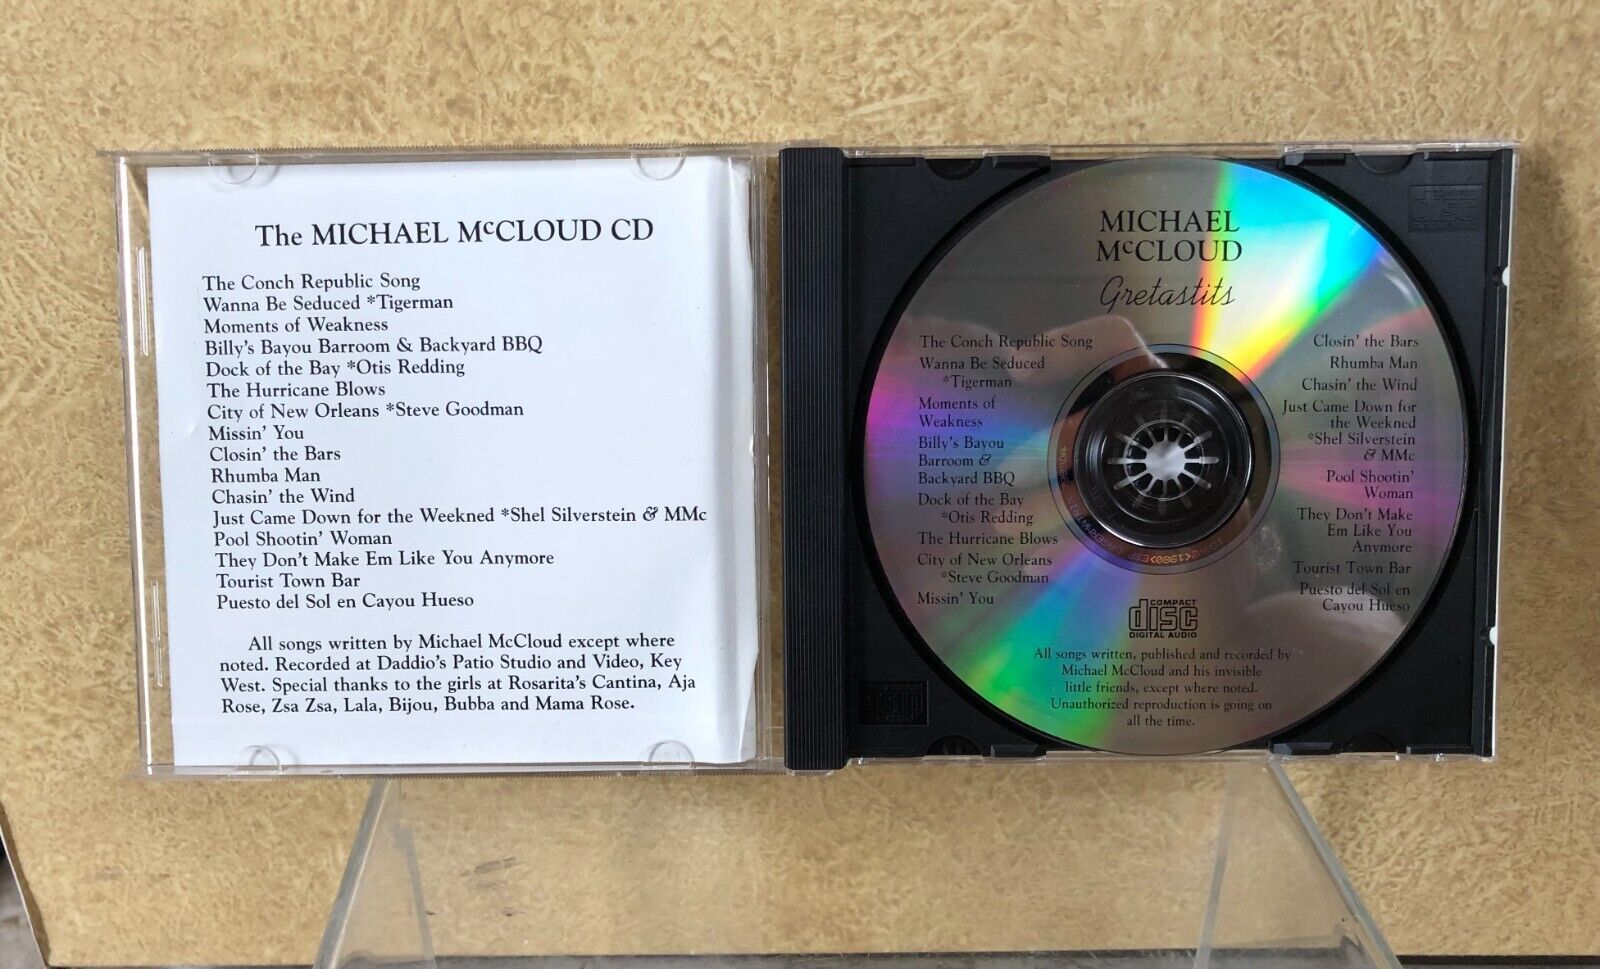 The MICHAEL McCLOUD CD
The Conch Republic Song
Wanna Be Seduced *Tigerman
Moments of Weakness
Billy's Bayou Barroom & Backyard BBQ
Dock of the Bay *Otis Redding
The Hurricane Blows
City of New Orleans *Steve Goodman
Missin' You
Closin' the Bars
Rhumba Man
Chasin' the Wind
Just Came Down for the Weekned *Shel Silverstein & MMc
Pool Shootin' Woman
They Don't Make Em Like You Anymore
Tourist Town Bar
Puesto del Sol en Cayou Hueso
All songs written by Michael McCloud except where
noted. Recorded at Daddio's Patio Studio and Video, Key
West. Special thanks to the girls at Rosarita's Cantina, Aja
Rose, Zsa Zsa, Lala, Bijou, Bubba and Mama Rose.
MICHAEL
McCLOUD
Gretastits
The Conch Republic Song
Wanna Be Seduced
*Tigerman
Moments of
Weakness
Billy's Bayou
Barroom &
Backyard BBQ
Dock of the Bay
*Otis Redding
The Hurricane Blows
City of New Orleans
*Steve Goodman
Missin' You
Closin' the Bars
Rhumba Man
Chasin' the Wind
Just Came Down for
the Weekned
*Shel Silverstein
& MMc
Pool Shootin'
Woman
They Don't Make
Em Like You
Anymore
Tourist Town Bar
Puesto del Sol en
Cayou Hueso
COMPACT
disc
DIGITAL AUDIO
All songs written, published and recorded by
Michael McCloud and his invisible
little friends, except where noted.
Unauthorized reproduction is going on
all the time.